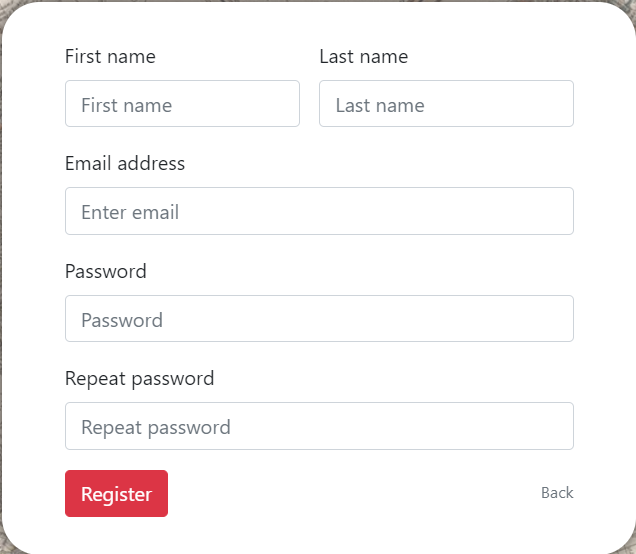 First name Last name
First name Last name
Email address
Enter email
Password
Password
Repeat password
Repeat password
Register Back